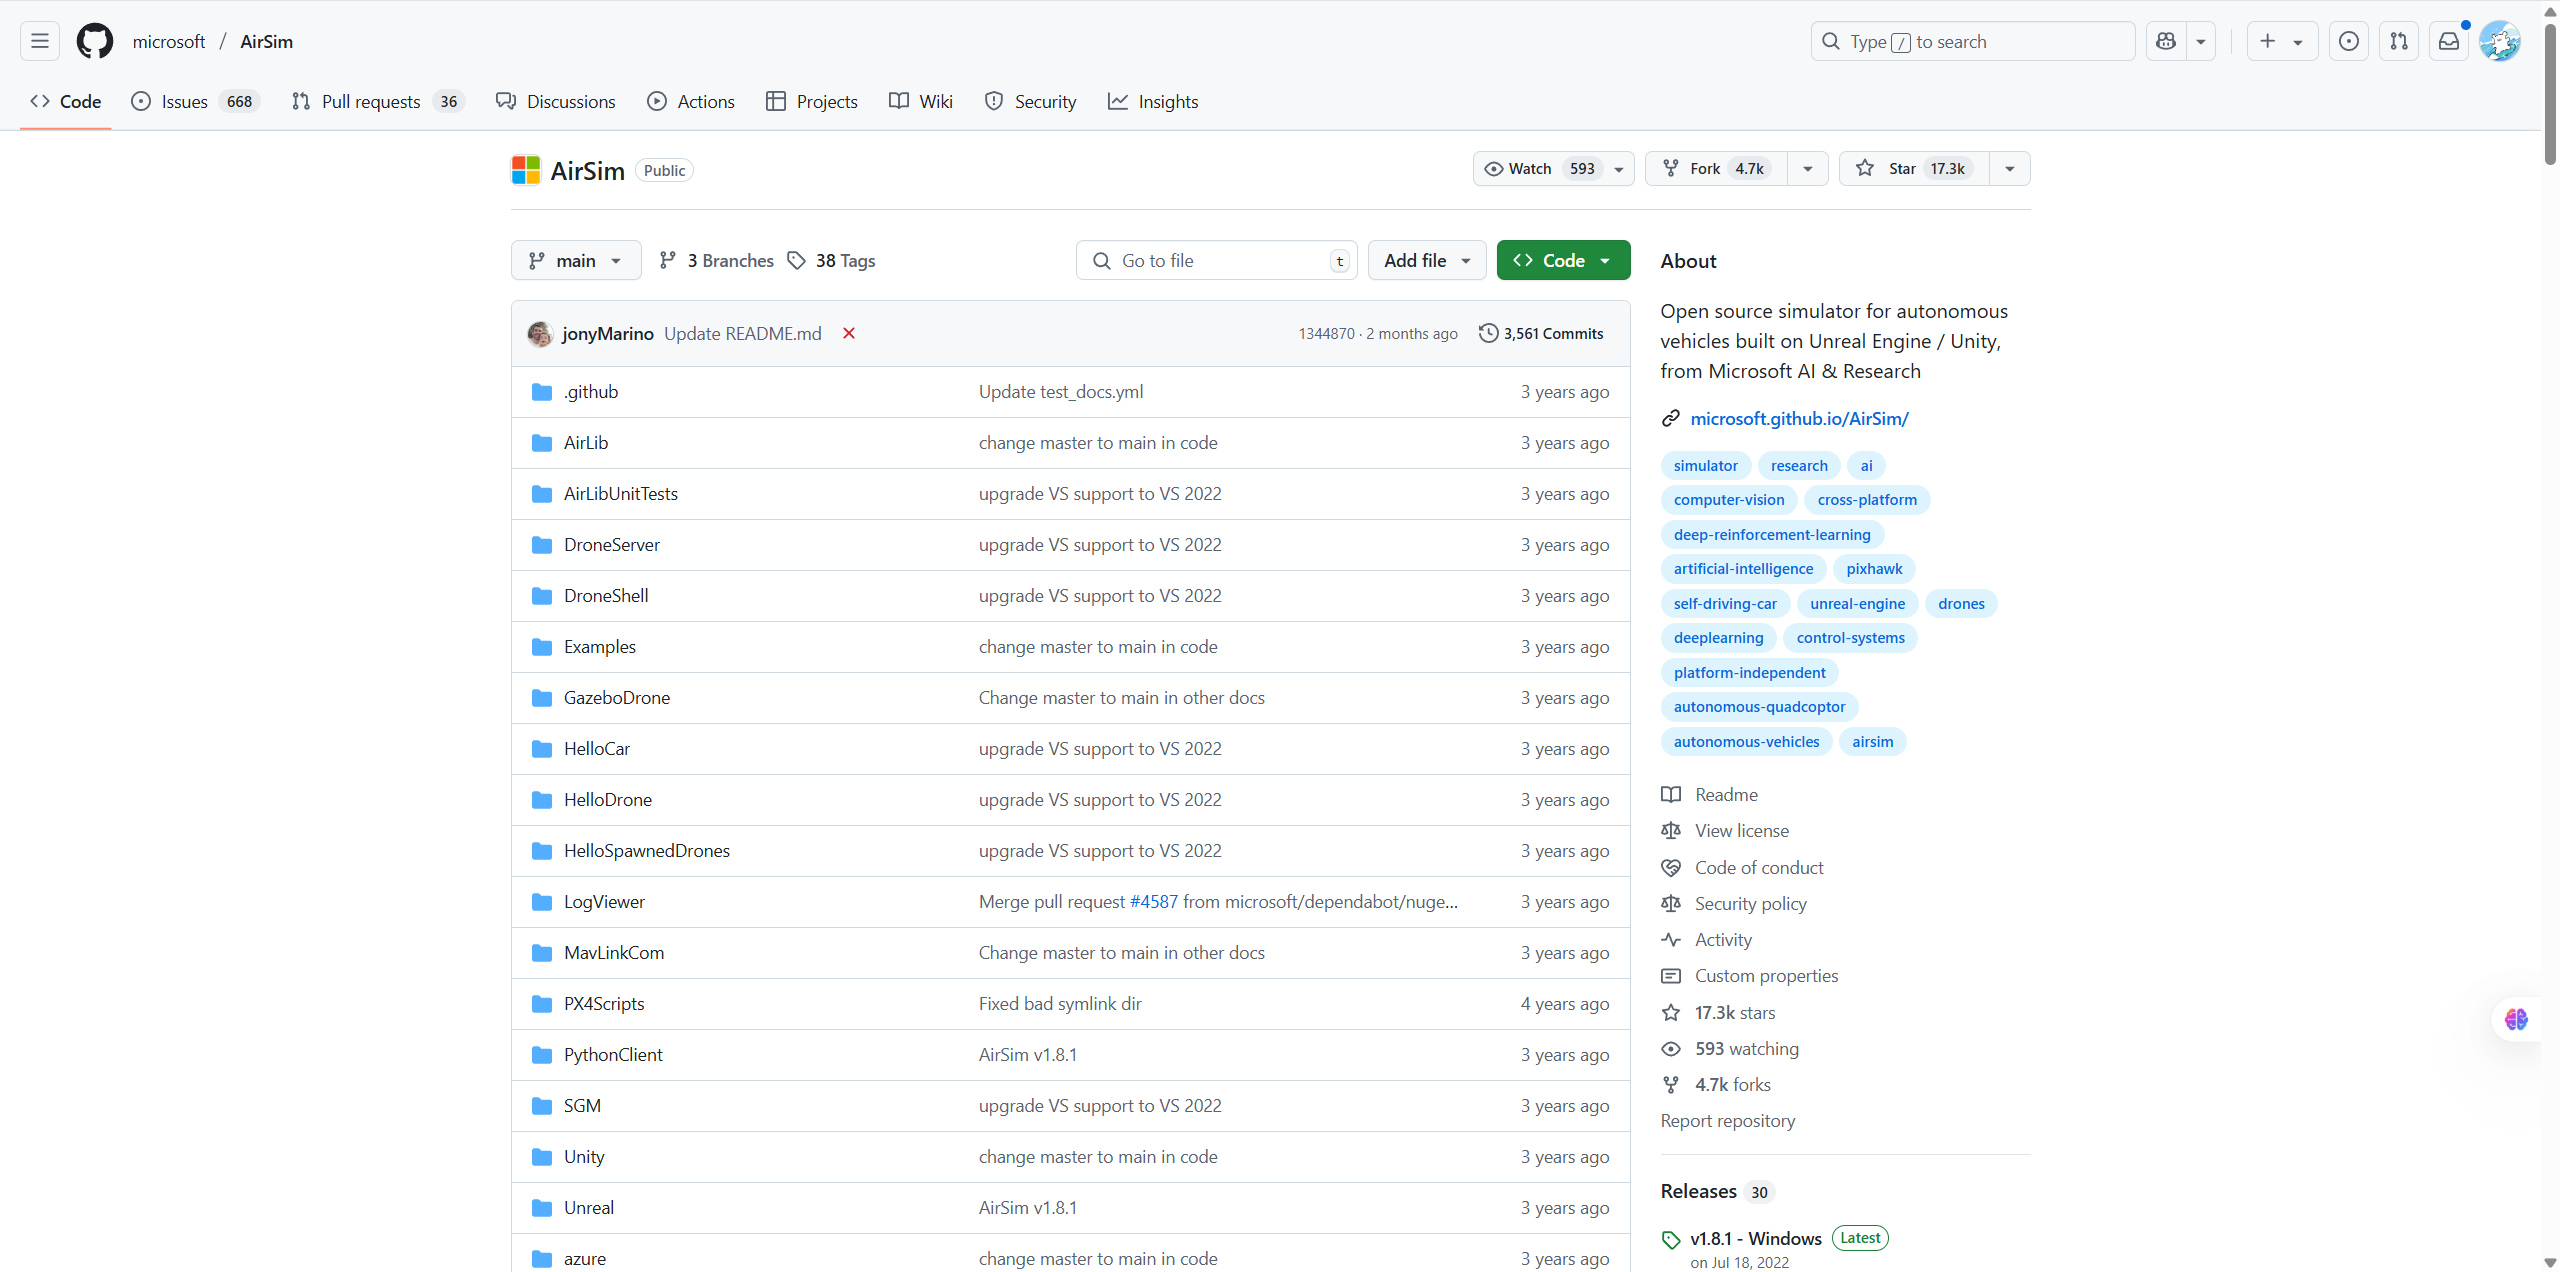 microsoft / AirSim
Type / to search
Code
Issues 668
Pull requests 36
Discussions
Actions
Projects
Wiki
Security
Insights
AirSim Public
Watch 593
Fork 4.7k
Star 17.3k
main
3 Branches
38 Tags
Go to file t
Add file
Code
jonyMarino Update README.md 1344870 · 2 months ago 3,561 Commits
.github Update test_docs.yml 3 years ago
AirLib change master to main in code 3 years ago
AirLibUnitTests upgrade VS support to VS 2022 3 years ago
DroneServer upgrade VS support to VS 2022 3 years ago
DroneShell upgrade VS support to VS 2022 3 years ago
Examples change master to main in code 3 years ago
GazeboDrone Change master to main in other docs 3 years ago
HelloCar upgrade VS support to VS 2022 3 years ago
HelloDrone upgrade VS support to VS 2022 3 years ago
HelloSpawnedDrones upgrade VS support to VS 2022 3 years ago
LogViewer Merge pull request #4587 from microsoft/dependabot/nuge... 3 years ago
MavLinkCom Change master to main in other docs 3 years ago
PX4Scripts Fixed bad symlink dir 4 years ago
PythonClient AirSim v1.8.1 3 years ago
SGM upgrade VS support to VS 2022 3 years ago
Unity change master to main in code 3 years ago
Unreal AirSim v1.8.1 3 years ago
azure change master to main in code 3 years ago
About
Open source simulator for autonomous
vehicles built on Unreal Engine / Unity,
from Microsoft AI & Research
microsoft.github.io/AirSim/
simulator research ai
computer-vision cross-platform
deep-reinforcement-learning
artificial-intelligence pixhawk
self-driving-car unreal-engine drones
deeplearning control-systems
platform-independent
autonomous-quadcoptor
autonomous-vehicles airsim
Readme
View license
Code of conduct
Security policy
Activity
Custom properties
17.3k stars
593 watching
4.7k forks
Report repository
Releases 30
v1.8.1 - Windows Latest
on Jul 18, 2022